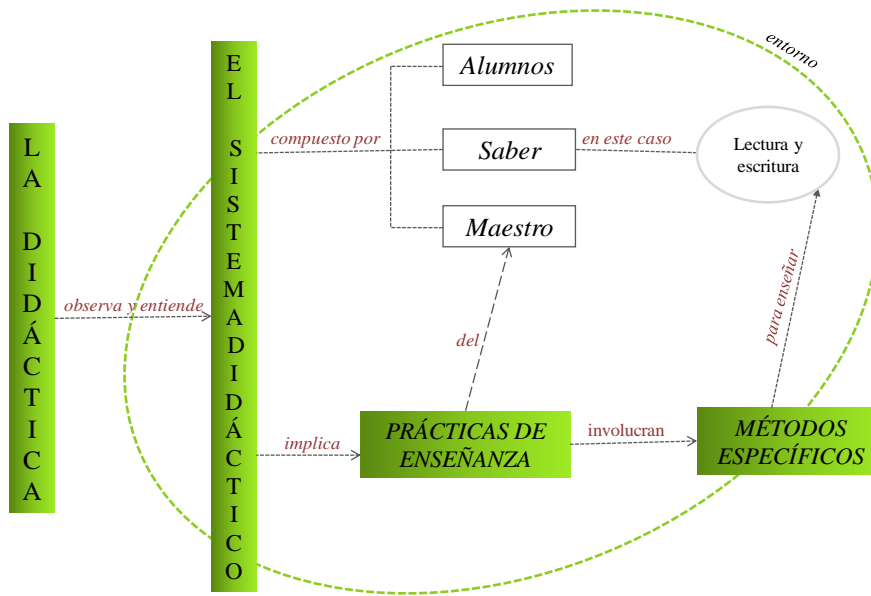 LA DIDÁCTICA
observa y entiende
EL SISTEMA DIDÁCTICO
entorno
compuesto por
Alumnos
Saber
Maestro
en este caso
Lectura y
escritura
para enseñar
del
implica
PRÁCTICAS DE
ENSEÑANZA
involucran
MÉTODOS
ESPECÍFICOS